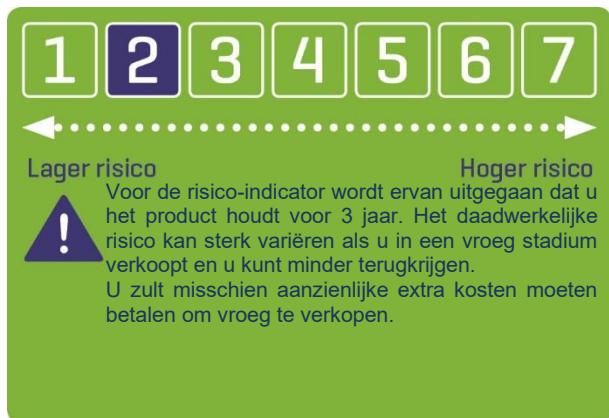 1 2 3 4 5 6 7
Lager risico Hoger risico
Voor de risico-indicator wordt ervan uitgegaan dat u
het product houdt voor 3 jaar. Het daadwerkelijke
risico kan sterk variëren als u in een vroeg stadium
verkoopt en u kunt minder terugkrijgen.
U zult misschien aanzienlijke extra kosten moeten
betalen om vroeg te verkopen.